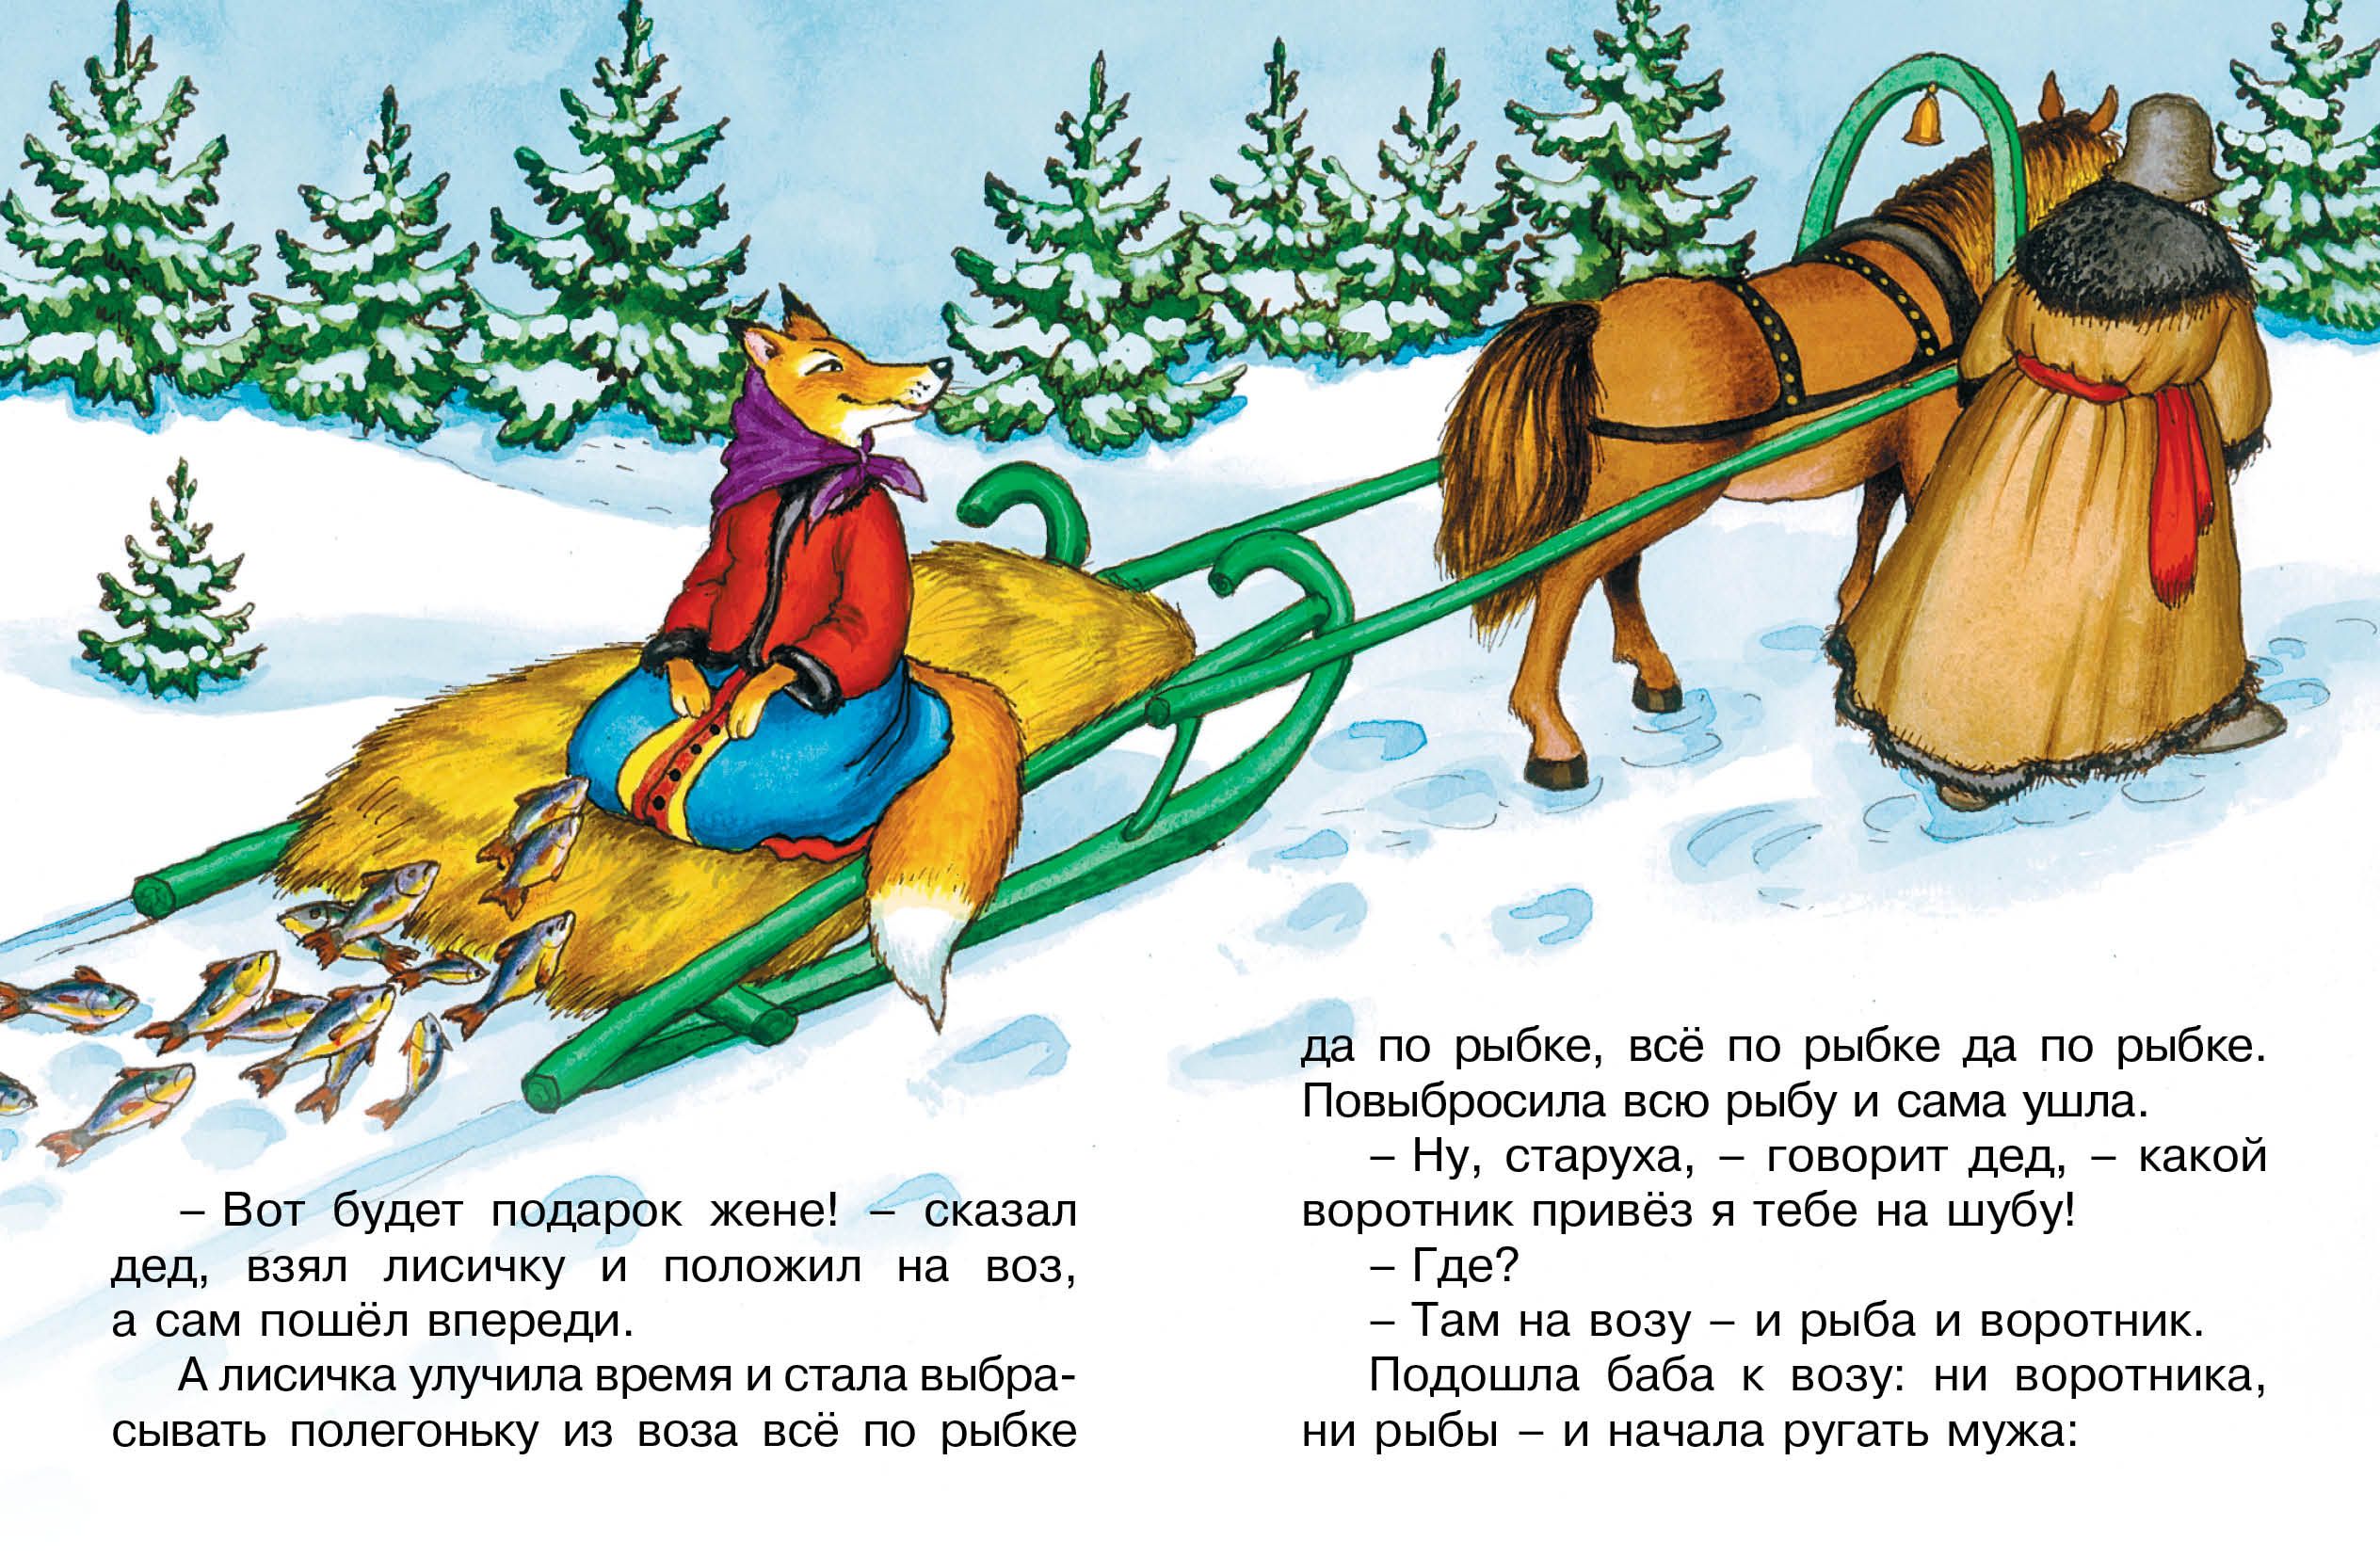 – Вот будет подарок жене! – сказал
дед, взял лисичку и положил на воз,
а сам пошёл впереди.
А лисичка улучила время и стала выбра-
сывать полегоньку из воза всё по рыбке
да по рыбке, всё по рыбке да по рыбке.
Повыбросила всю рыбу и сама ушла.
– Ну, старуха, – говорит дед, – какой
воротник привёз я тебе на шубу!
– Где?
– Там на возу – и рыба и воротник.
Подошла баба к возу: ни воротника,
ни рыбы – и начала ругать мужа: